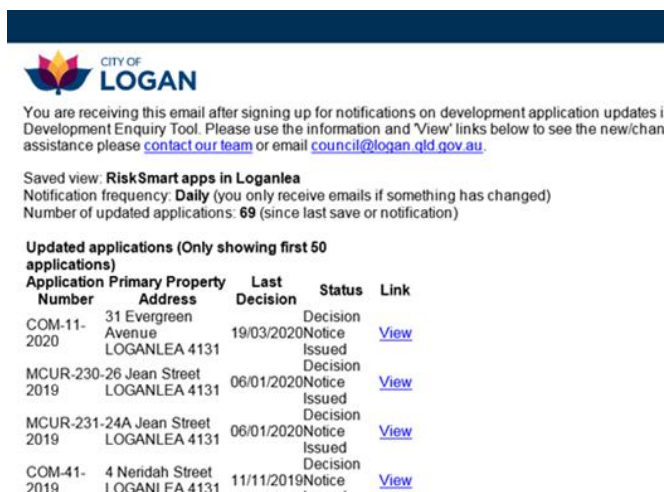 CITY OF
LOGAN
You are receiving this email after signing up for notifications on development application updates i
Development Enquiry Tool. Please use the information and 'View' links below to see the new/chan
assistance please contact our team or email council@logan.qld.gov.au.
Saved view: RiskSmart apps in Loganlea
Notification frequency: Daily (you only receive emails if something has changed)
Number of updated applications: 69 (since last save or notification)
Updated applications (Only showing first 50
applications)
Application Primary Property Last Status Link
Number Address Decision
COM-11-2020 31 Evergreen Avenue LOGANLEA 4131 19/03/2020 Decision Notice Issued View
MCUR-230-2019 26 Jean Street LOGANLEA 4131 06/01/2020 Decision Notice Issued View
MCUR-231-2019 24A Jean Street LOGANLEA 4131 06/01/2020 Decision Notice Issued View
COM-41-2019 4 Neridah Street LOGANLEA 4131 11/11/2019 Decision Notice View